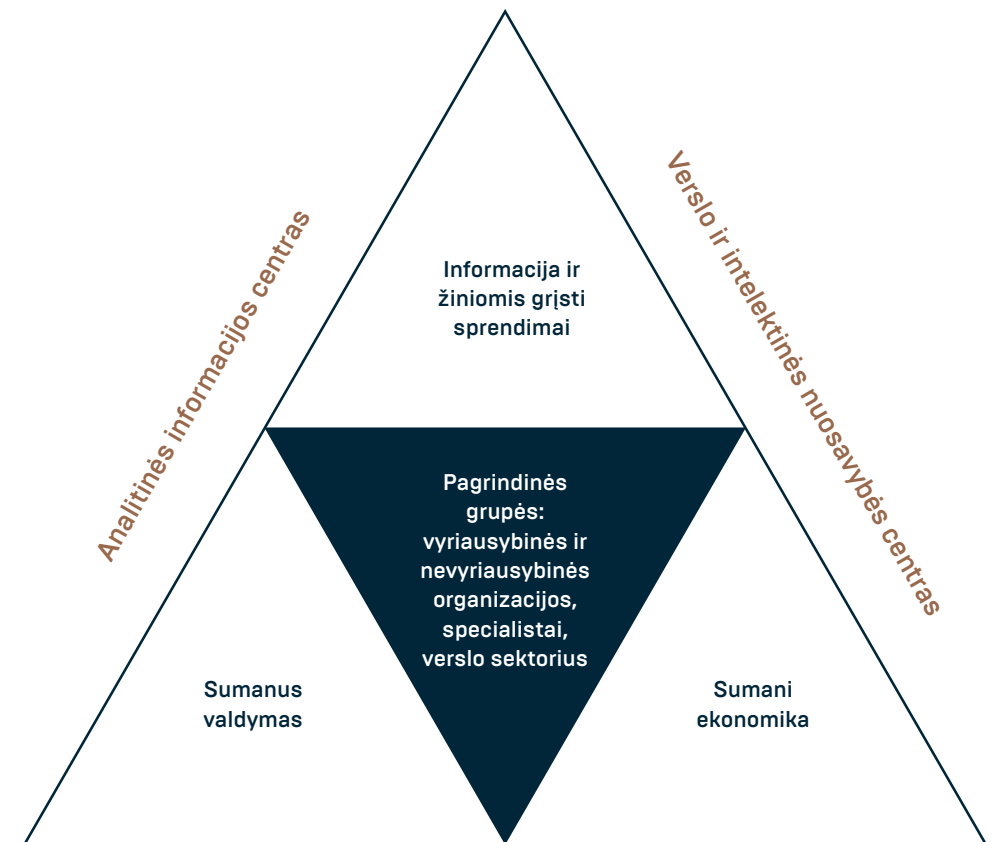 Analitinės informacijos centras
Verslo ir intelektinės nuosavybės centras
Informacija ir
žiniomis grįsti
sprendimai
Pagrindinės
grupės:
vyriausybinės ir
nevyriausybinės
organizacijos,
specialistai,
verslo sektorius
Sumanus
valdymas
Sumani
ekonomika